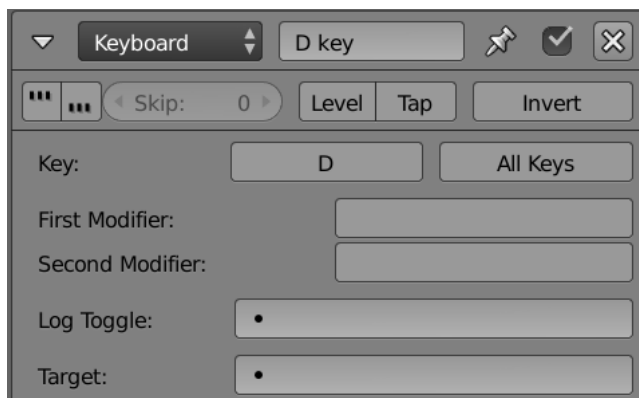 Keyboard D key
Skip: 0 Level Tap Invert
Key: D All Keys
First Modifier:
Second Modifier:
Log Toggle: •
Target: •